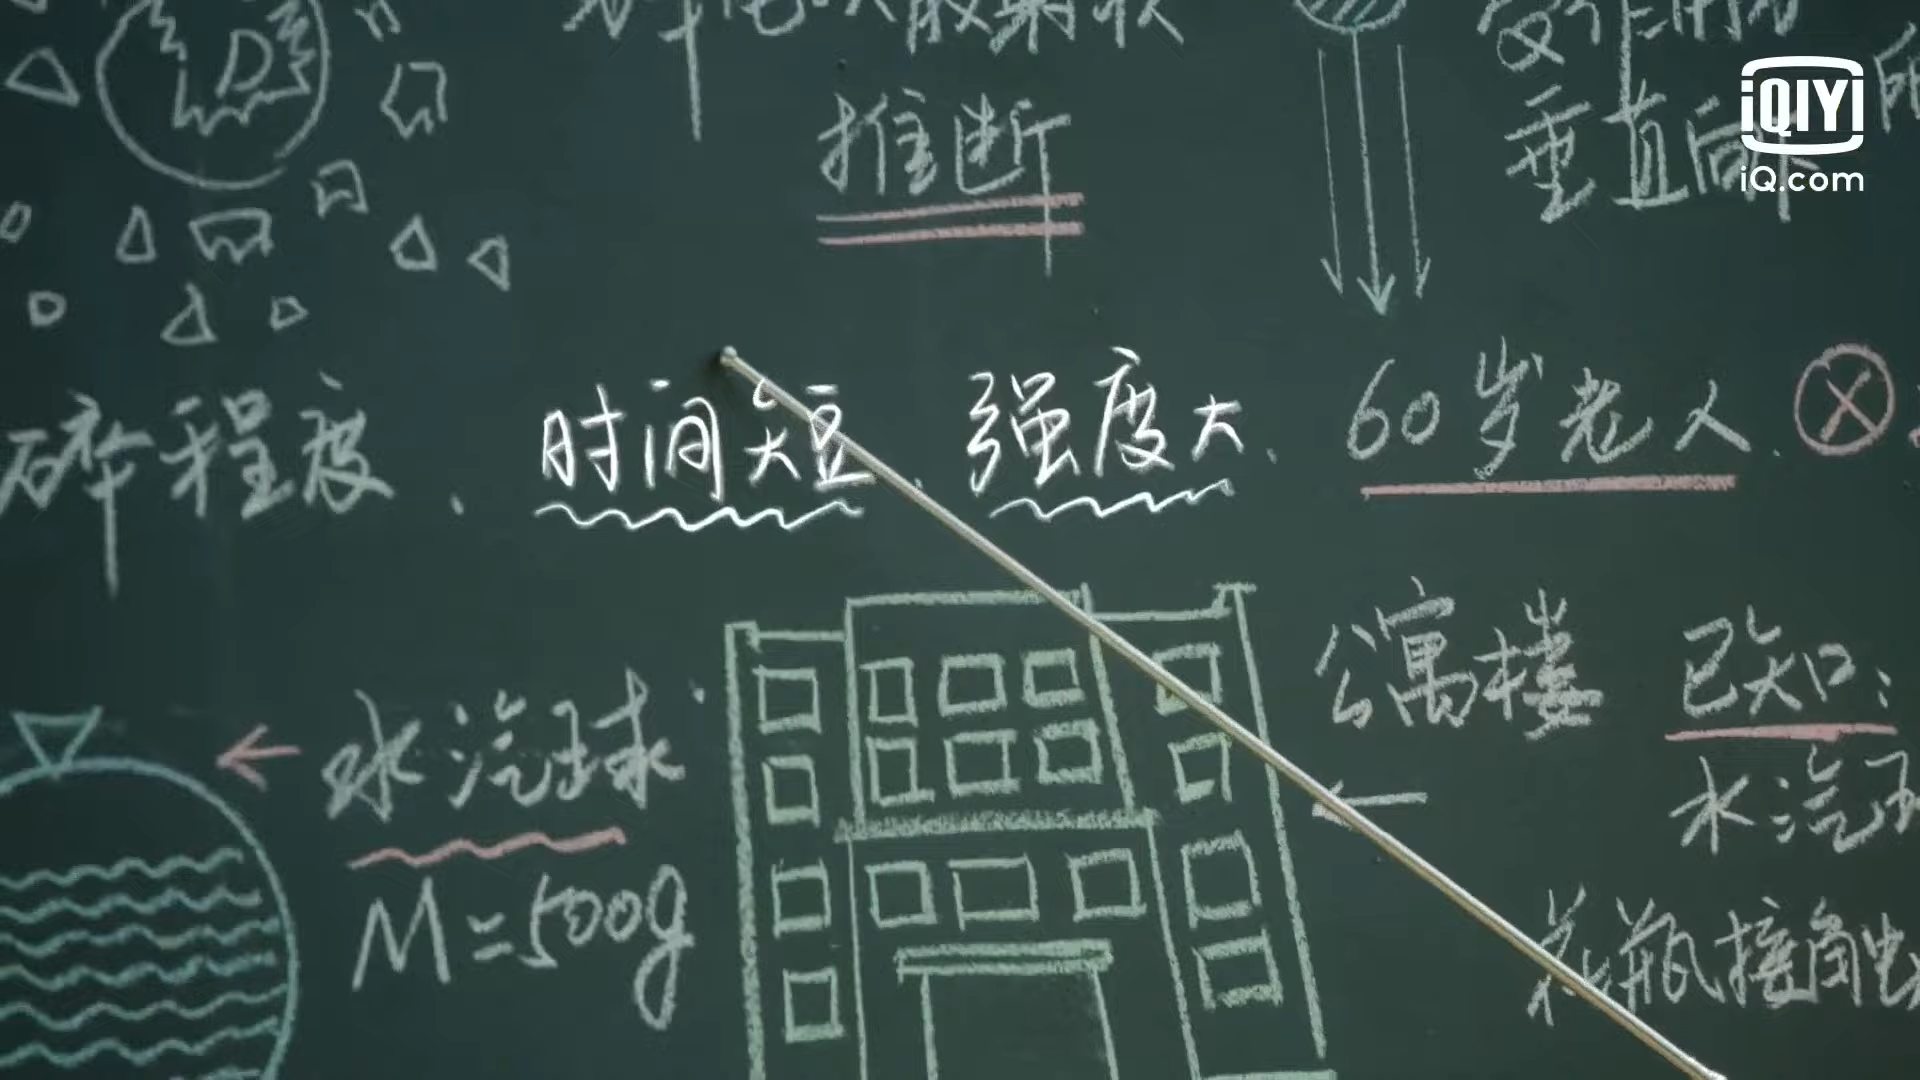 D
推断
垂直向下
iQIYI
iQ.com
碎程度. 时间短. 强度大. 60岁老人.
公寓楼 已知:
水汽球
水汽
M=500g
花瓶接触